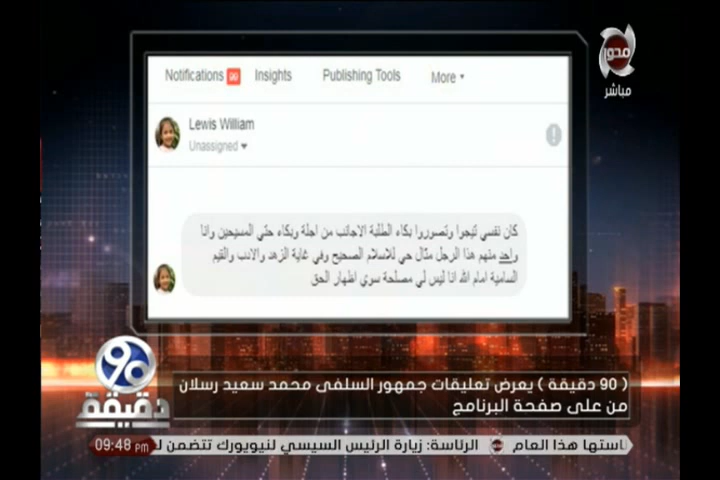 محور
مباشر
Notifications 90 Insights Publishing Tools More
Lewis William
Unassigned
كان نفسي تيجوا وتصوروا بكاء الطلبة الاجانب من اجلة وبكاء حتي المسيحين وانا
واحد منهم هذا الرجل مثال حي للاسلام الصحيح وفي غاية الزهد والادب والقيم
السامية امام الله انا ليس لي مصلحة سوي اظهار الحق
90
دقيقة
( 90 دقيقة ) يعرض تعليقات جمهور السلفى محمد سعيد رسلان
من على صفحة البرنامج
09:48 pm
استها هذا العام
الرئاسة: زيارة الرئيس السيسي لنيويورك تتضمن